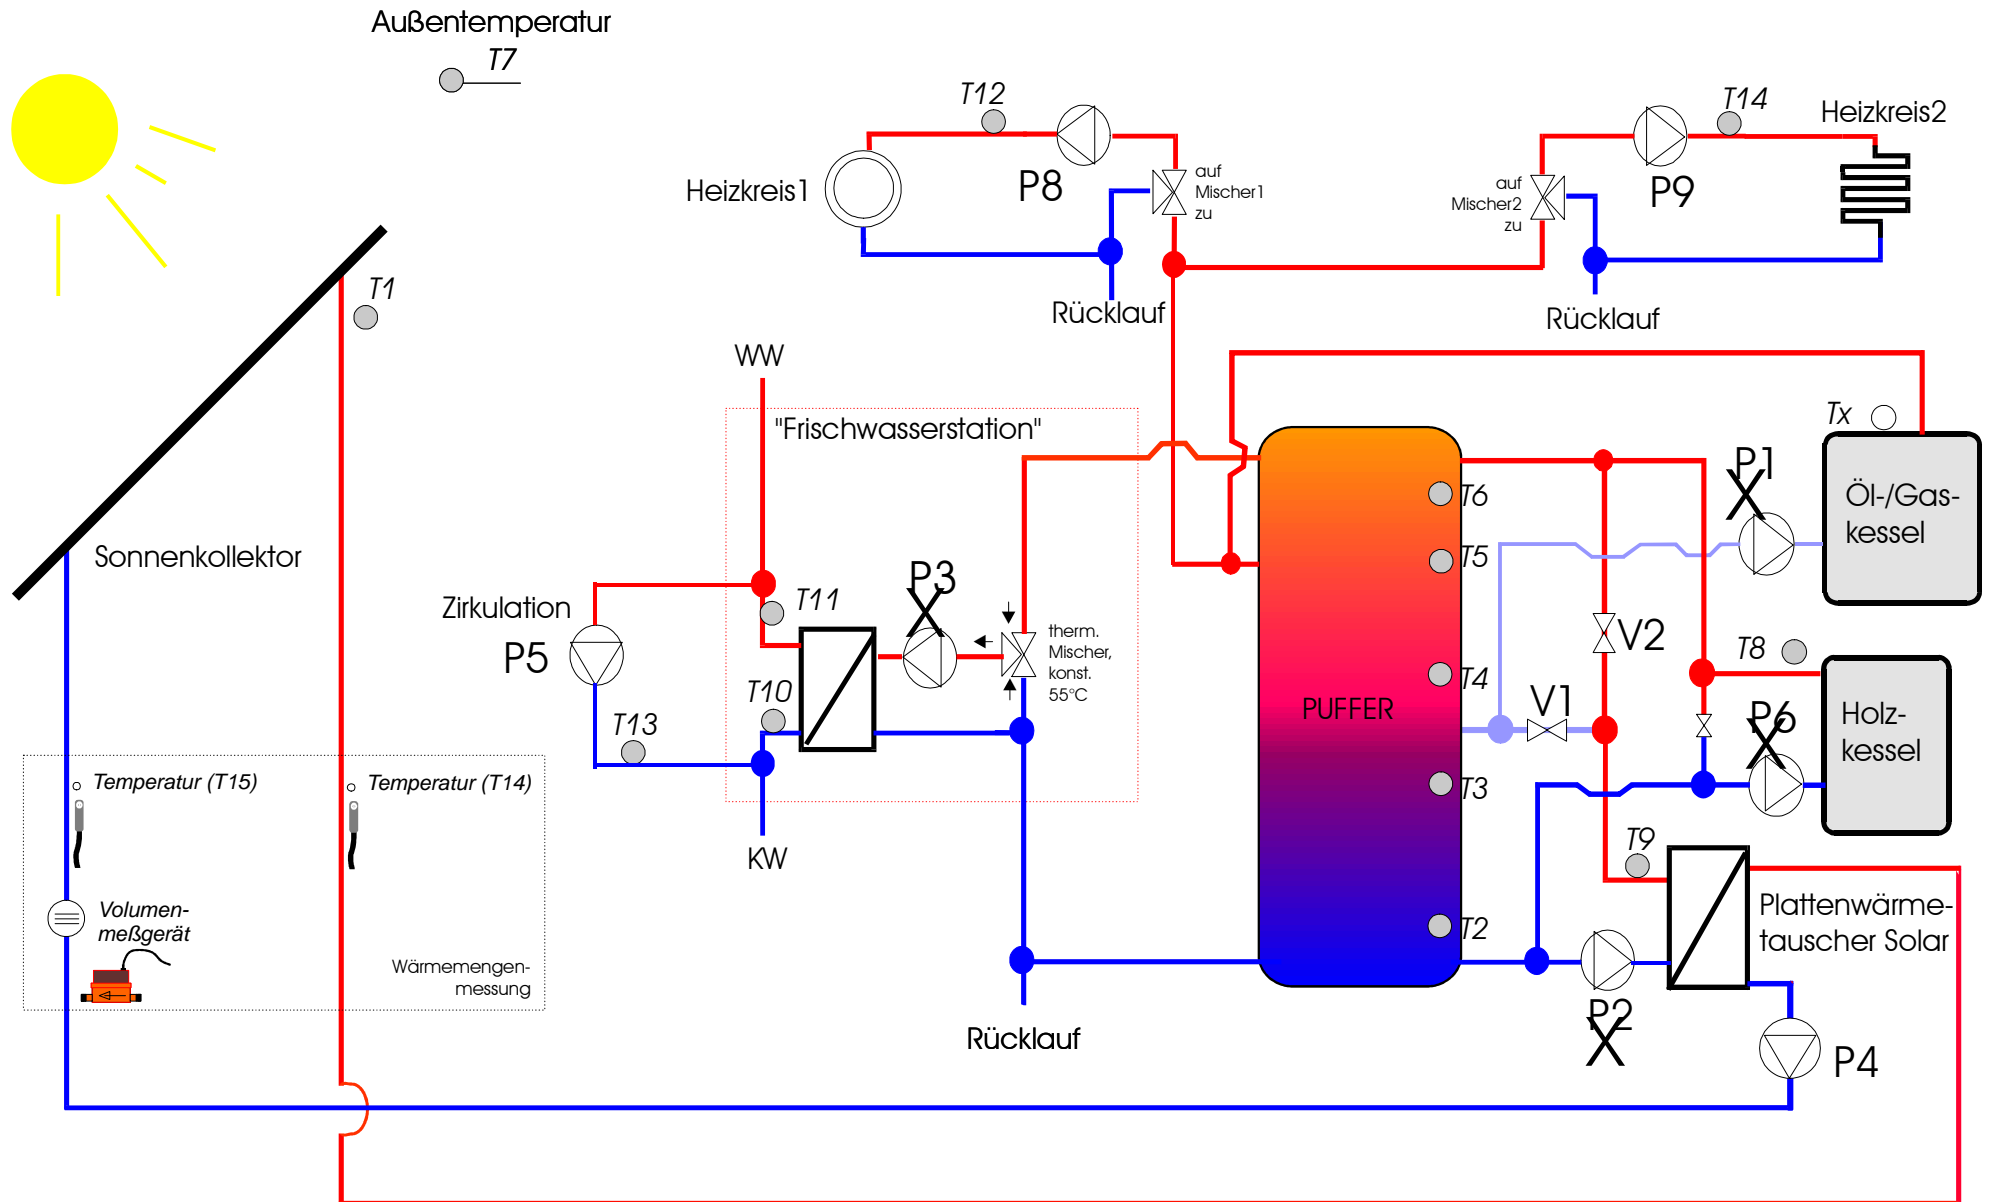 Außentemperatur
T7
T12
T14
Heizkreis2
Heizkreis1
P8
auf
Mischer1
zu
auf
Mischer2
zu
P9
T1
Rücklauf
Rücklauf
WW
"Frischwasserstation"
Tx
P1
Öl-/Gas-
kessel
T6
T5
Sonnenkollektor
Zirkulation
P5
T11
P3
therm.
Mischer,
konst.
55°C
V2
T8
T4
T10
T13
PUFFER
V1
P6
Holz-
kessel
Temperatur (T15)
Temperatur (T14)
T3
KW
T9
Volumen-
meßgerät
Wärmemengen-
messung
T2
Plattenwärme-
tauscher Solar
P2
Rücklauf
P4